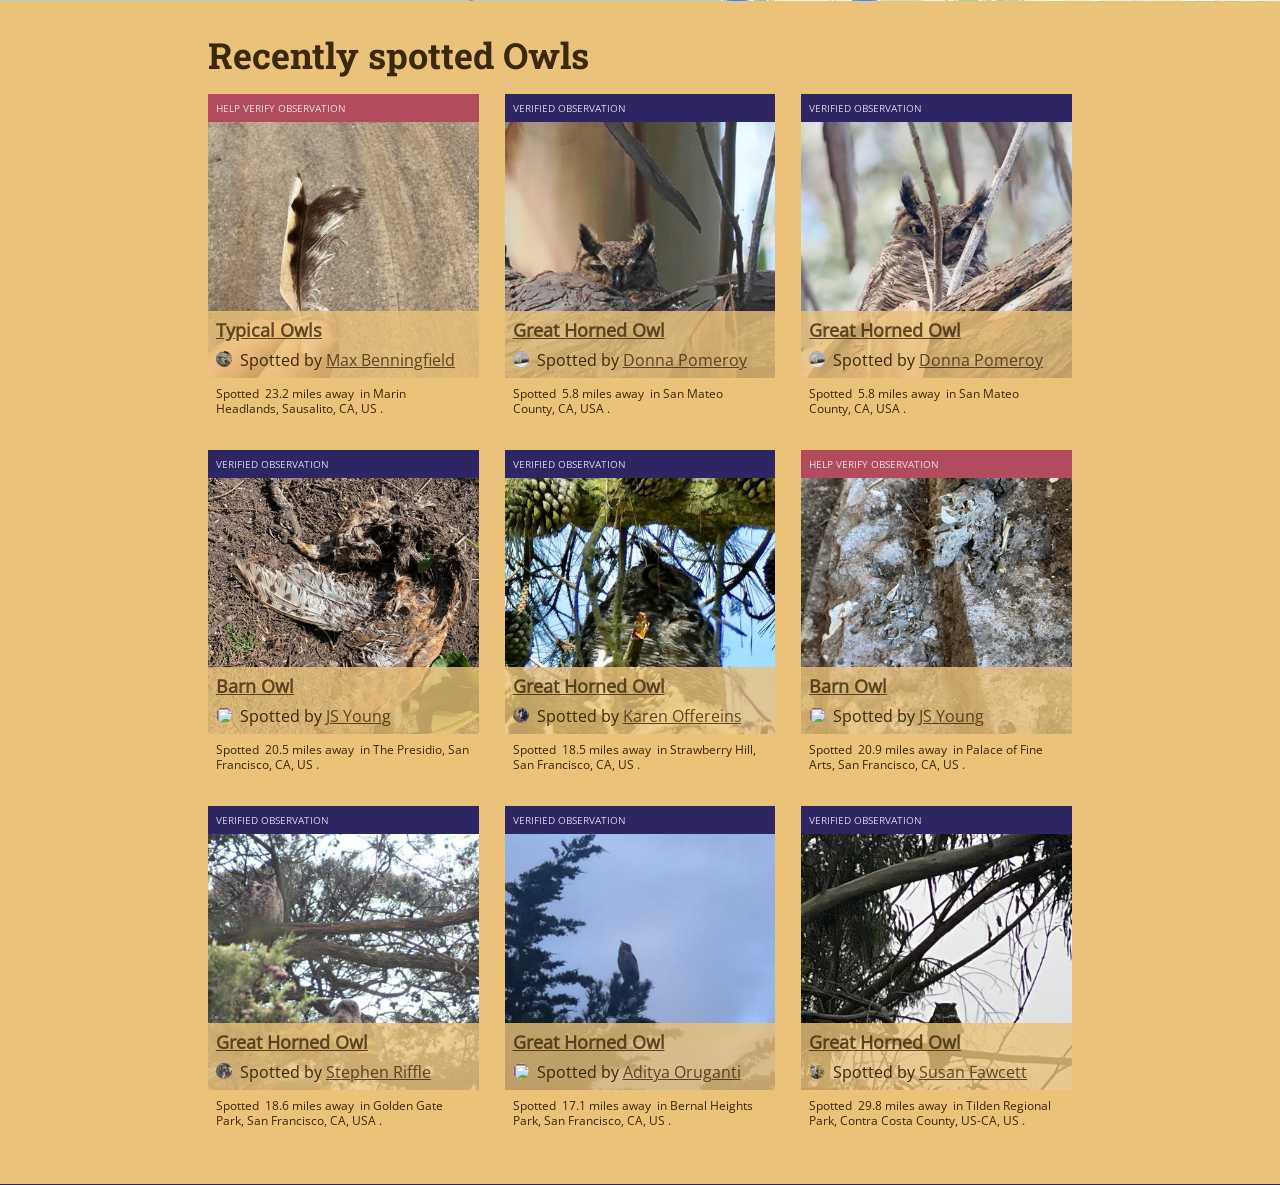 Recently spotted Owls
HELP VERIFY OBSERVATION
Typical Owls
Spotted by Max Benningfield
Spotted 23.2 miles away in Marin
Headlands, Sausalito, CA, US .
VERIFIED OBSERVATION
Great Horned Owl
Spotted by Donna Pomeroy
Spotted 5.8 miles away in San Mateo
County, CA, USA .
VERIFIED OBSERVATION
Great Horned Owl
Spotted by Donna Pomeroy
Spotted 5.8 miles away in San Mateo
County, CA, USA .
VERIFIED OBSERVATION
Barn Owl
Spotted by JS Young
Spotted 20.5 miles away in The Presidio, San
Francisco, CA, US .
VERIFIED OBSERVATION
Great Horned Owl
Spotted by Karen Offereins
Spotted 18.5 miles away in Strawberry Hill,
San Francisco, CA, US .
HELP VERIFY OBSERVATION
Barn Owl
Spotted by JS Young
Spotted 20.9 miles away in Palace of Fine
Arts, San Francisco, CA, US .
VERIFIED OBSERVATION
Great Horned Owl
Spotted by Stephen Riffle
Spotted 18.6 miles away in Golden Gate
Park, San Francisco, CA, USA .
VERIFIED OBSERVATION
Great Horned Owl
Spotted by Aditya Oruganti
Spotted 17.1 miles away in Bernal Heights
Park, San Francisco, CA, US .
VERIFIED OBSERVATION
Great Horned Owl
Spotted by Susan Fawcett
Spotted 29.8 miles away in Tilden Regional
Park, Contra Costa County, US-CA, US .